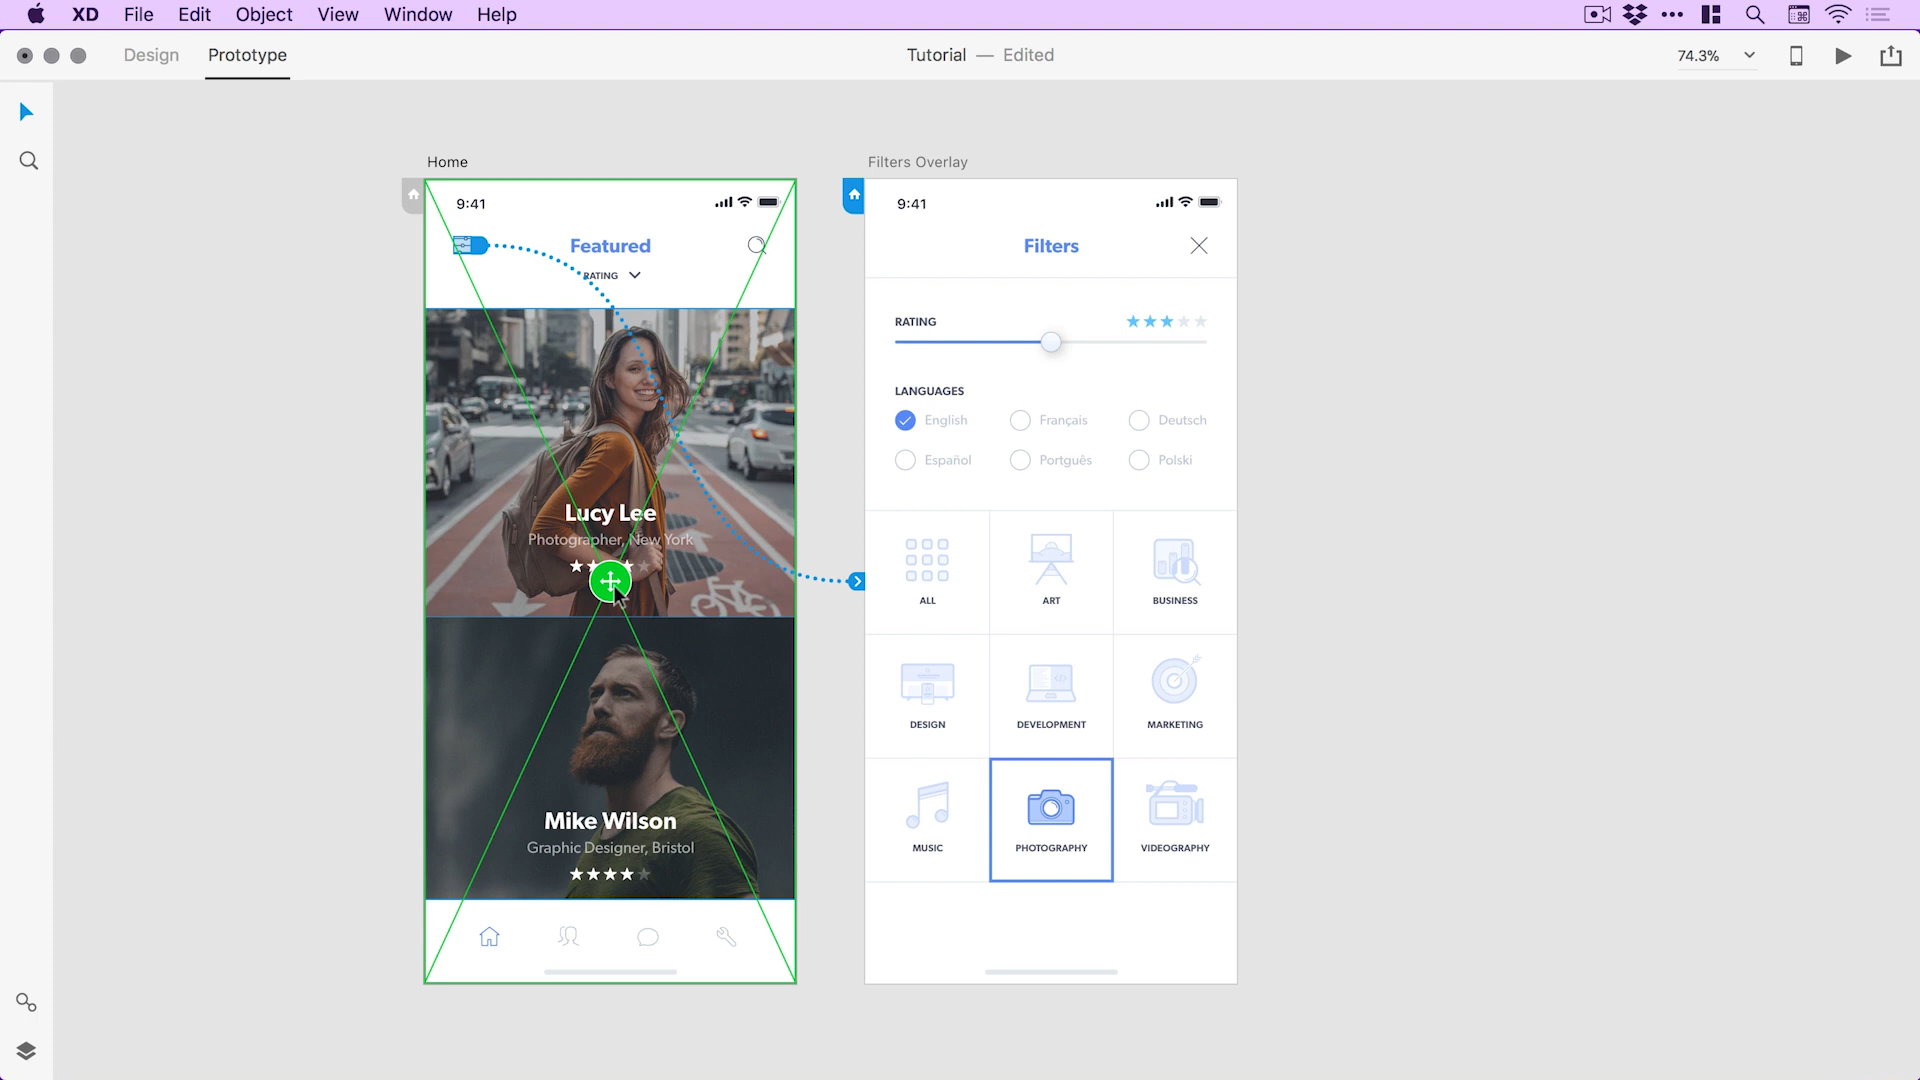 XD File Edit Object View Window Help
Design Prototype
Tutorial — Edited
74.3%
Home
9:41
Featured
RATING
Lucy Lee
Photographer, New York
Mike Wilson
Graphic Designer, Bristol
Filters Overlay
9:41
Filters
RATING
LANGUAGES
English Français Deutsch
Español Portguês Polski
ALL ART BUSINESS
DESIGN DEVELOPMENT MARKETING
MUSIC PHOTOGRAPHY VIDEOGRAPHY